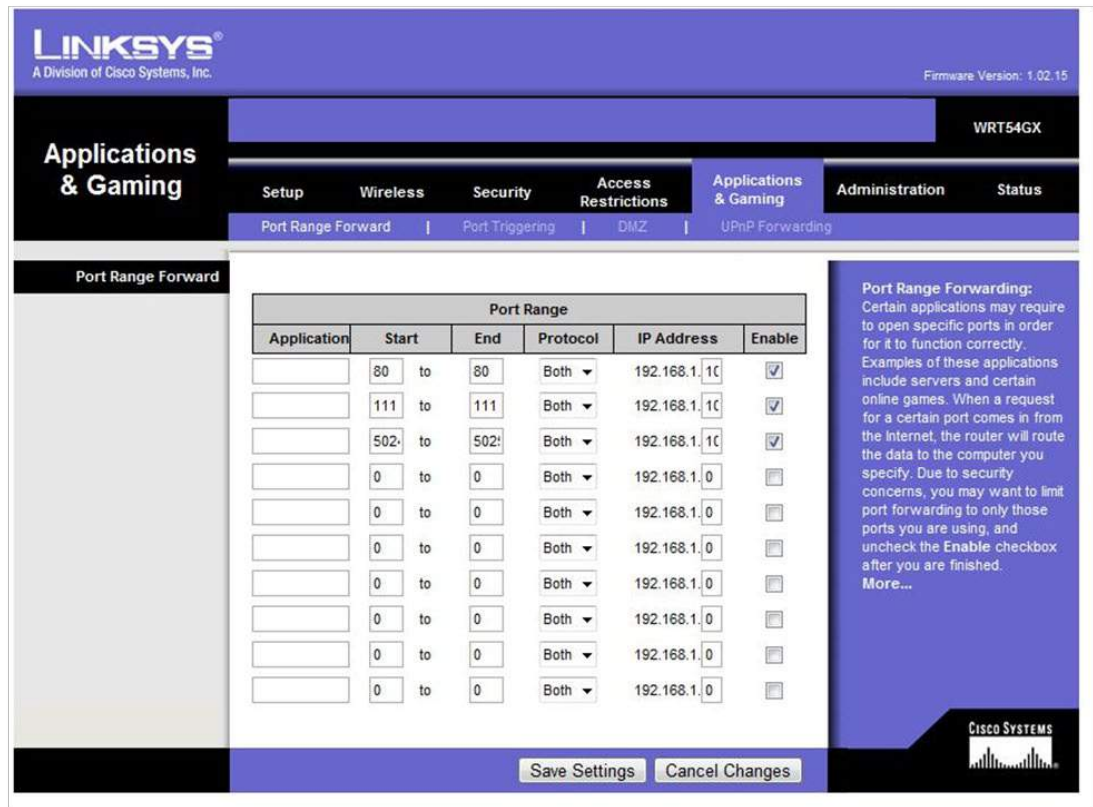 LINKSYS®
A Division of Cisco Systems, Inc.
Firmware Version: 1.02.15
WRT54GX
Applications
& Gaming
Setup Wireless Security Access Restrictions Applications & Gaming Administration Status
Port Range Forward | Port Triggering | DMZ | UPnP Forwarding
Port Range Forward
Port Range
Application Start End Protocol IP Address Enable
80 to 80 Both 192.168.1.
111 to 111 Both 192.168.1.
to Both 192.168.1.
0 to 0 Both 192.168.1. 0
0 to 0 Both 192.168.1. 0
0 to 0 Both 192.168.1. 0
0 to 0 Both 192.168.1. 0
0 to 0 Both 192.168.1. 0
0 to 0 Both 192.168.1. 0
0 to 0 Both 192.168.1. 0
Port Range Forwarding:
Certain applications may require
to open specific ports in order
for it to function correctly.
Examples of these applications
include servers and certain
online games. When a request
for a certain port comes in from
the Internet, the router will route
the data to the computer you
specify. Due to security
concerns, you may want to limit
port forwarding to only those
ports you are using, and
uncheck the Enable checkbox
after you are finished.
More...
CISCO SYSTEMS
Save Settings Cancel Changes